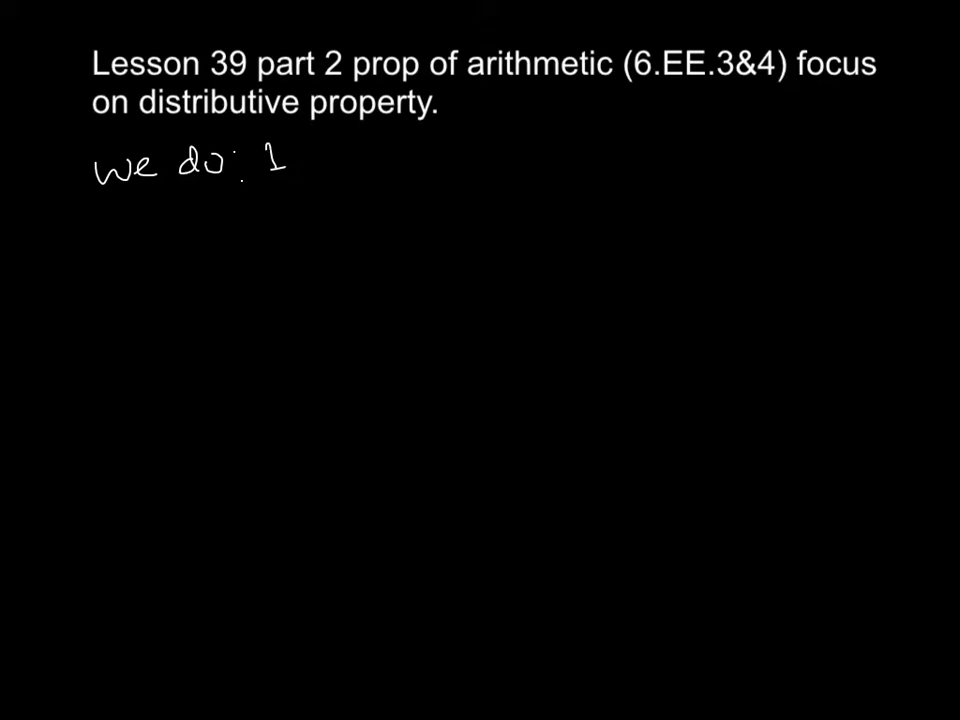 Lesson 39 part 2 prop of arithmetic (6.EE.3&4) focus
on distributive property.
we do: 1